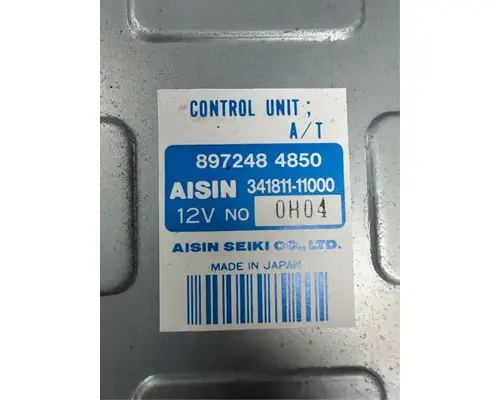 CONTROL UNIT;
A/T
897248 4850
AISIN 341811-11000
12V NO 0H04
AISIN SEIKI CO., LTD.
MADE IN JAPAN